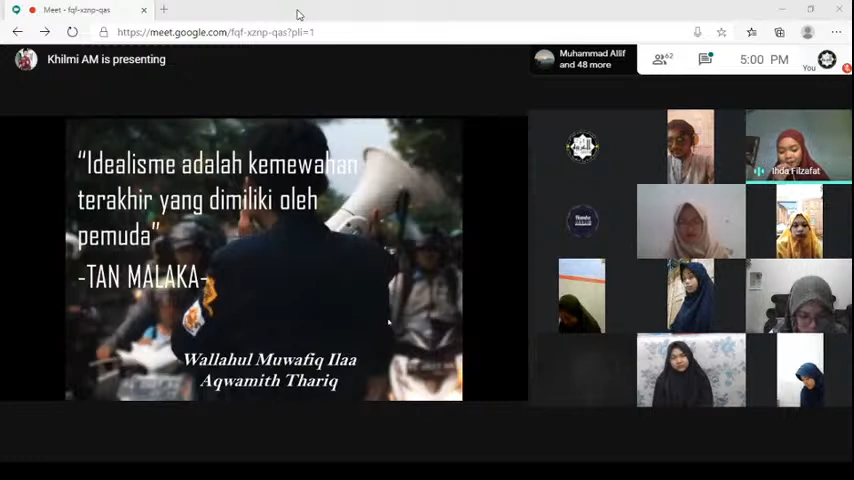 Meet - fqf-xznp-qas
https://meet.google.com/fqf-xznp-qas?pli=1
Khilmi AM is presenting
Muhammad Allif
and 48 more
62
5:00 PM
You
“Idealisme adalah kemewahan
terakhir yang dimiliki oleh
pemuda”
-TAN MALAKA-
Wallahul Muwafiq Ilaa
Aqwamith Thariq
Ihda Filzafat